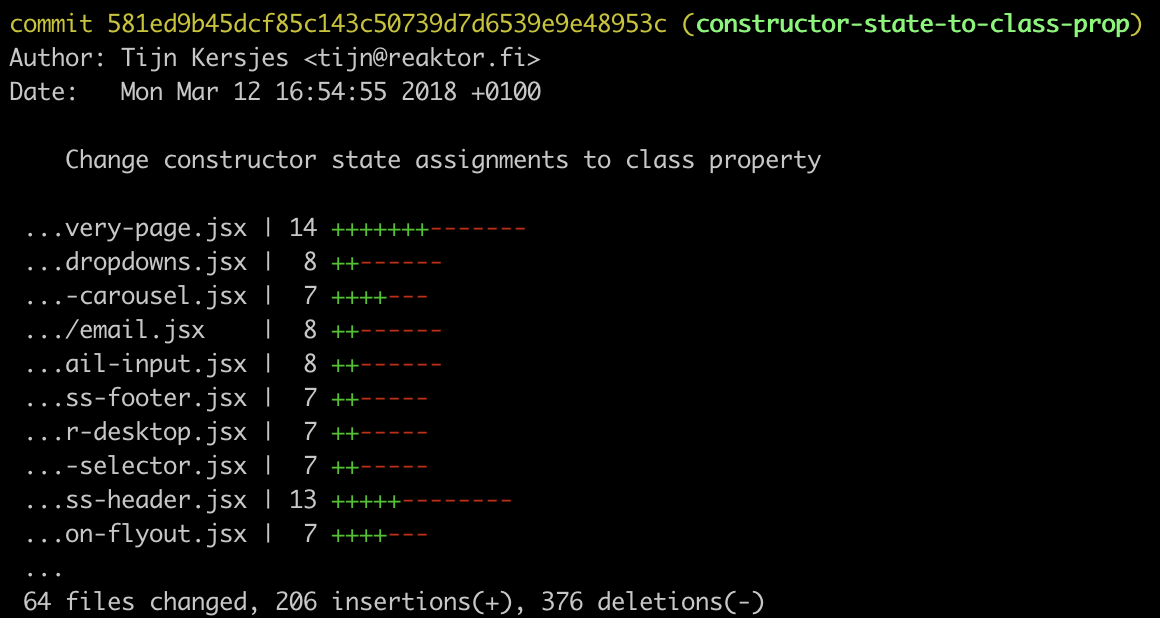 commit 581ed9b45dcf85c143c50739d7d6539e9e48953c (constructor-state-to-class-prop)
Author: Tijn Kersjes <tijn@reaktor.fi>
Date:   Mon Mar 12 16:54:55 2018 +0100
    Change constructor state assignments to class property
 ...very-page.jsx | 14 +++++++-------
 ...dropdowns.jsx |  8 ++------
 ...-carousel.jsx |  7 ++++---
 .../email.jsx    |  8 ++------
 ...ail-input.jsx |  8 ++------
 ...ss-footer.jsx |  7 ++-----
 ...r-desktop.jsx |  7 ++-----
 ...-selector.jsx |  7 ++-----
 ...ss-header.jsx | 13 +++++--------
 ...on-flyout.jsx |  7 ++++---
 ...
 64 files changed, 206 insertions(+), 376 deletions(-)